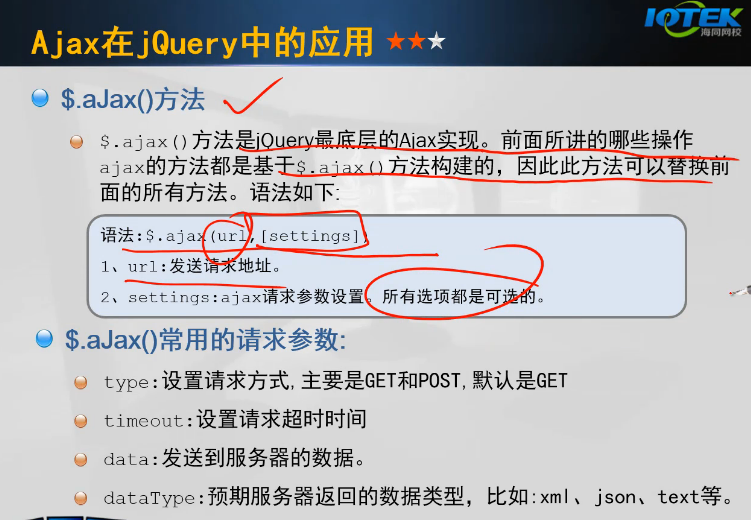 IOTEK
海同网校
Ajax在jQuery中的应用
$.aJax()方法
$.ajax()方法是jQuery最底层的Ajax实现。前面所讲的哪些操作
ajax的方法都是基于$.ajax()方法构建的，因此此方法可以替换前
面的所有方法。语法如下:
语法:$.ajax(url,[settings])
1、url:发送请求地址。
2、settings:ajax请求参数设置。所有选项都是可选的。
$.aJax()常用的请求参数:
type:设置请求方式,主要是GET和POST,默认是GET
timeout:设置请求超时时间
data:发送到服务器的数据。
dataType:预期服务器返回的数据类型，比如:xml、json、text等。